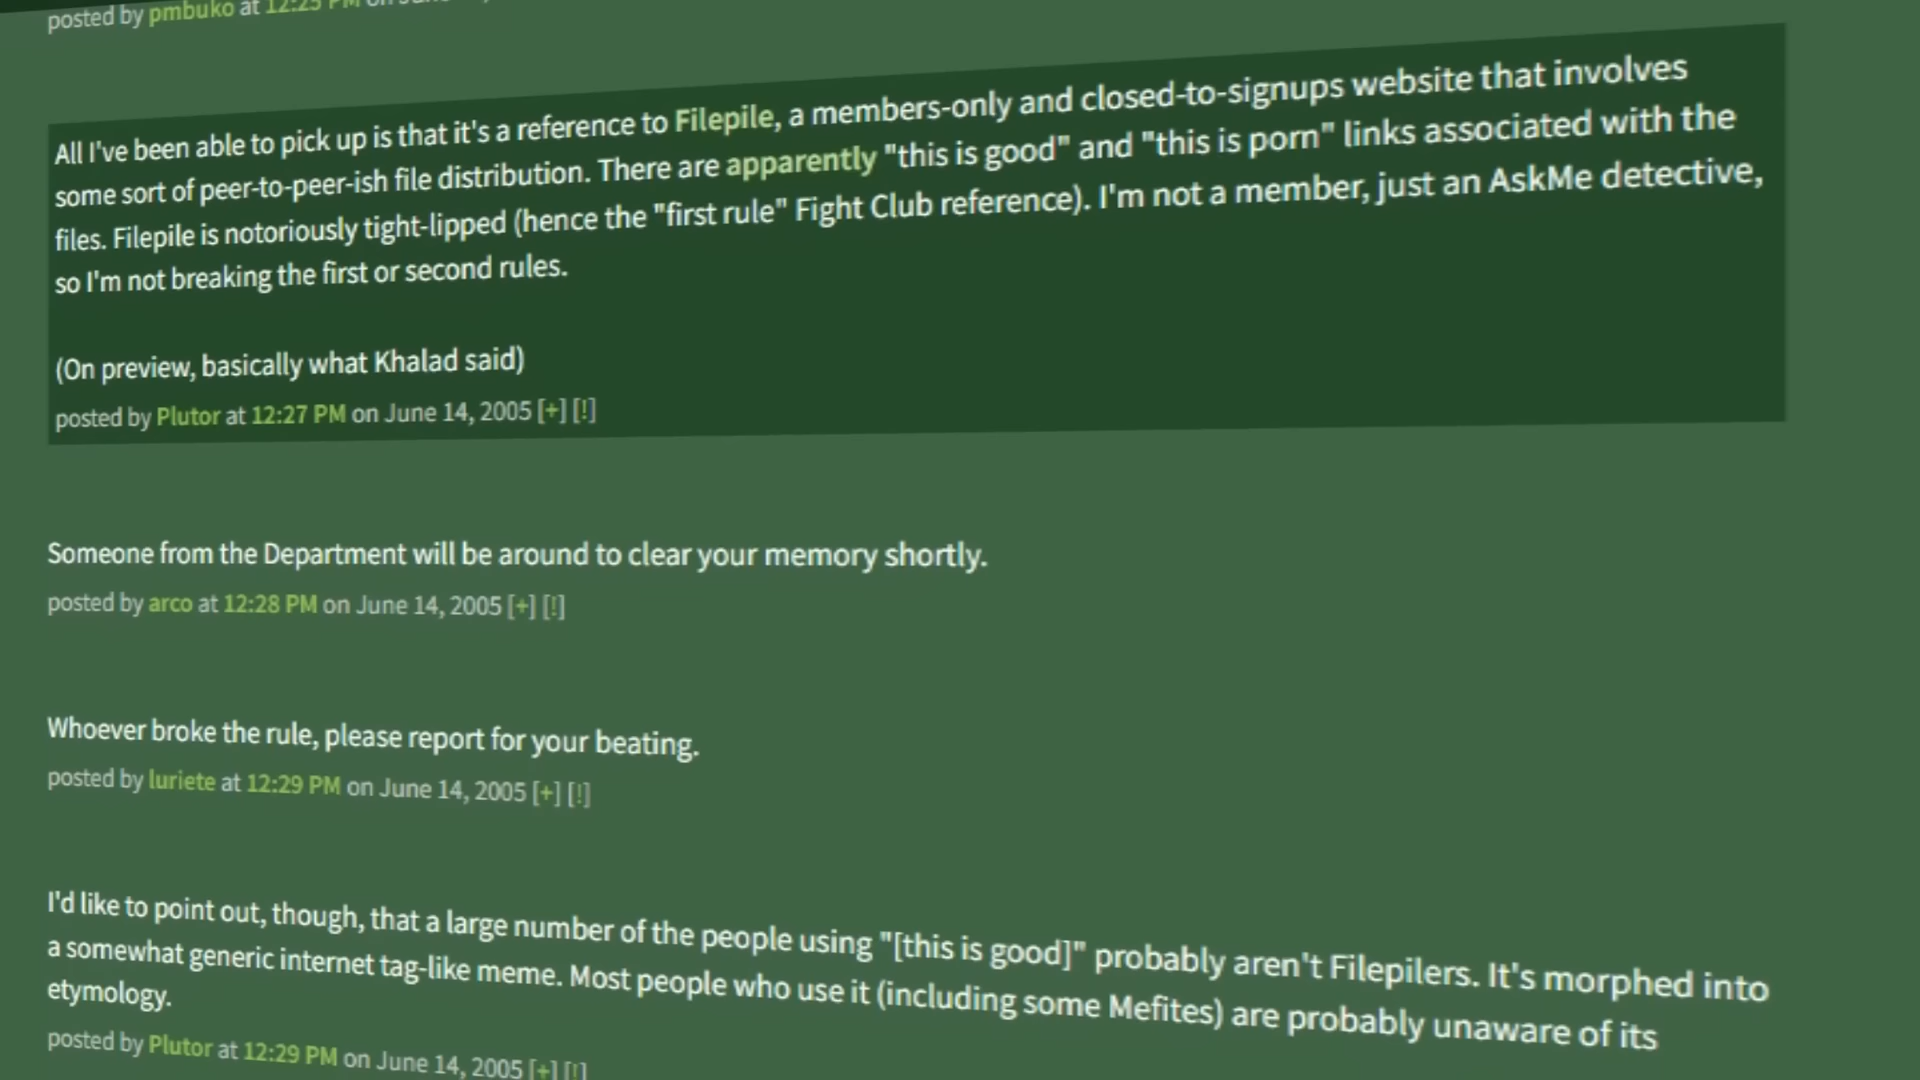 posted by pmbuko at 12:25 PM on
All I've been able to pick up is that it's a reference to Filepile, a members-only and closed-to-signups website that involves
some sort of peer-to-peer-ish file distribution. There are apparently "this is good" and "this is porn" links associated with the
files. Filepile is notoriously tight-lipped (hence the "first rule" Fight Club reference). I'm not a member, just an AskMe detective,
so I'm not breaking the first or second rules.
(On preview, basically what Khalad said)
posted by Plutor at 12:27 PM on June 14, 2005 [+] [!]
Someone from the Department will be around to clear your memory shortly.
posted by arco at 12:28 PM on June 14, 2005 [+] [!]
Whoever broke the rule, please report for your beating.
posted by luriete at 12:29 PM on June 14, 2005 [+] [!]
I'd like to point out, though, that a large number of the people using "[this is good]" probably aren't Filepilers. It's morphed into
a somewhat generic internet tag-like meme. Most people who use it (including some Mefites) are probably unaware of its
etymology.
posted by Plutor at 12:29 PM on June 14, 2005 [+] [!]